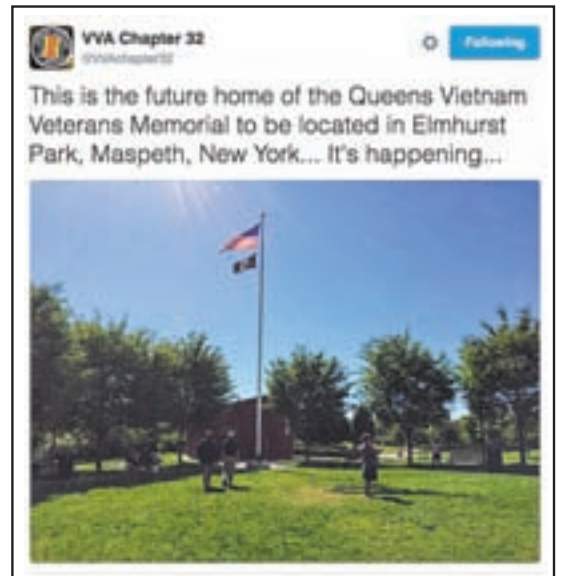 VVA Chapter 32
@VVAchapter32
Following
This is the future home of the Queens Vietnam
Veterans Memorial to be located in Elmhurst
Park, Maspeth, New York... It's happening...